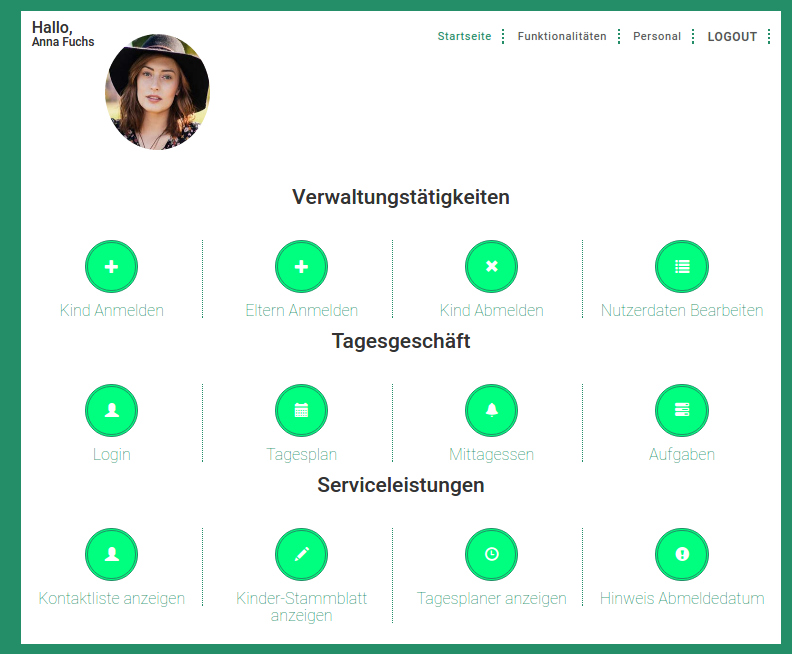 Hallo,
Anna Fuchs
Startseite
Funktionalitäten
Personal
LOGOUT
Verwaltungstätigkeiten
Kind Anmelden
Eltern Anmelden
Kind Abmelden
Nutzerdaten Bearbeiten
Tagesgeschäft
Login
Tagesplan
Mittagessen
Aufgaben
Serviceleistungen
Kontaktliste anzeigen
Kinder-Stammblatt
anzeigen
Tagesplaner anzeigen
Hinweis Abmeldedatum